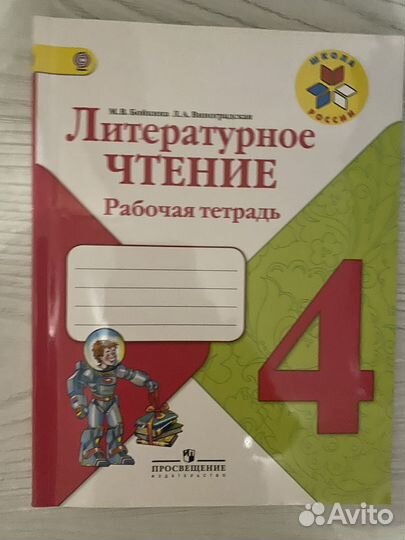 ШКОЛА
РОССИИ
М.В. Бойкина Л.А. Виноградская
Литературное
ЧТЕНИЕ
Рабочая тетрадь
4
ПРОСВЕЩЕНИЕ
ИЗДАТЕЛЬСТВО
Avito